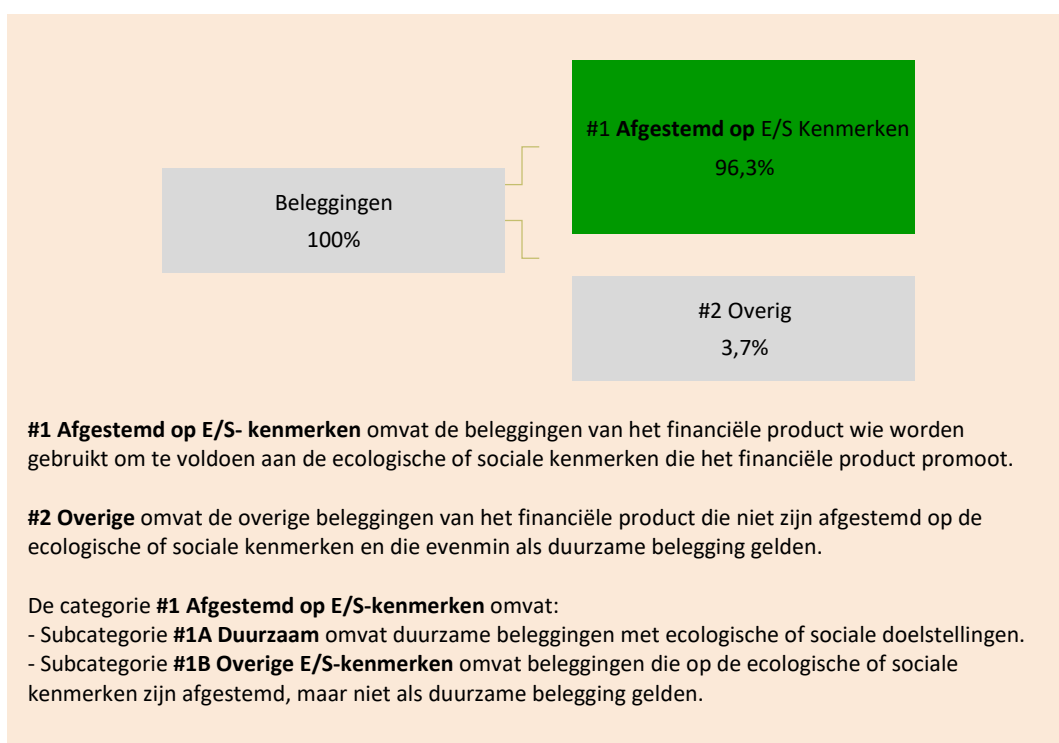 #1 Afgestemd op E/S Kenmerken
96,3%
Beleggingen
100%
#2 Overig
3,7%
#1 Afgestemd op E/S- kenmerken omvat de beleggingen van het financiële product wie worden
gebruikt om te voldoen aan de ecologische of sociale kenmerken die het financiële product promoot.
#2 Overige omvat de overige beleggingen van het financiële product die niet zijn afgestemd op de
ecologische of sociale kenmerken en die evenmin als duurzame belegging gelden.
De categorie #1 Afgestemd op E/S-kenmerken omvat:
- Subcategorie #1A Duurzaam omvat duurzame beleggingen met ecologische of sociale doelstellingen.
- Subcategorie #1B Overige E/S-kenmerken omvat beleggingen die op de ecologische of sociale
kenmerken zijn afgestemd, maar niet als duurzame belegging gelden.